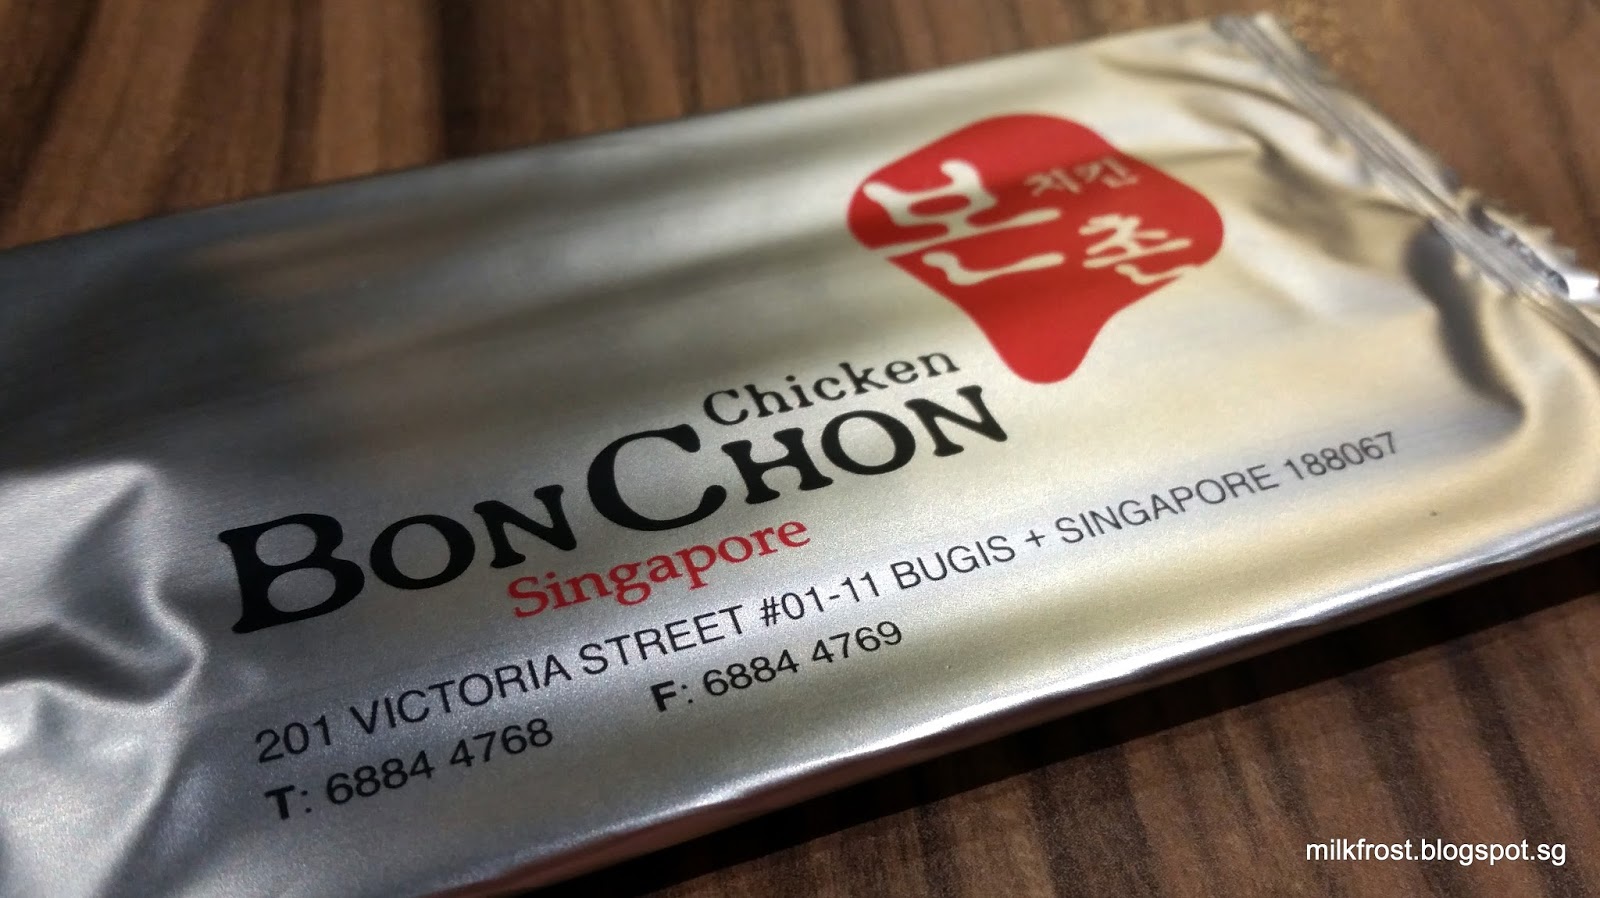 본 치킨
촌
Chicken
BONCHON
Singapore
201 VICTORIA STREET #01-11 BUGIS + SINGAPORE 188067
T: 6884 4768 F: 6884 4769
milkfrost.blogspot.sg